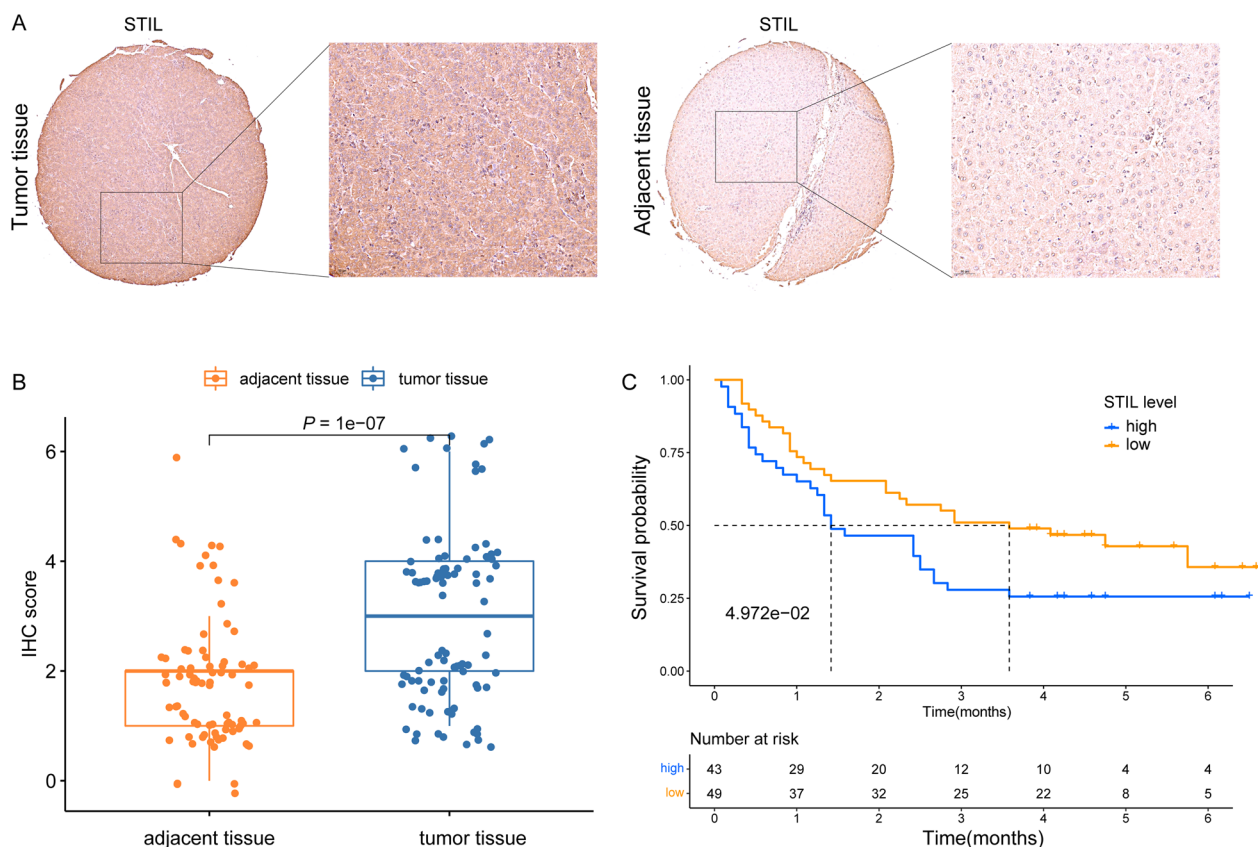 A
STIL
STIL
Tumor tissue
Adjacent tissue
B
adjacent tissue
tumor tissue
P = 1e−07
IHC score
6
4
2
0
adjacent tissue
tumor tissue
C
STIL level
high
low
Survival probability
1.00
0.75
0.50
0.25
0.00
4.972e−02
0 1 2 3 4 5 6
Time(months)
Number at risk
high 43 29 20 12 10 4 4
low 49 37 32 25 22 8 5
0 1 2 3 4 5 6
Time(months)